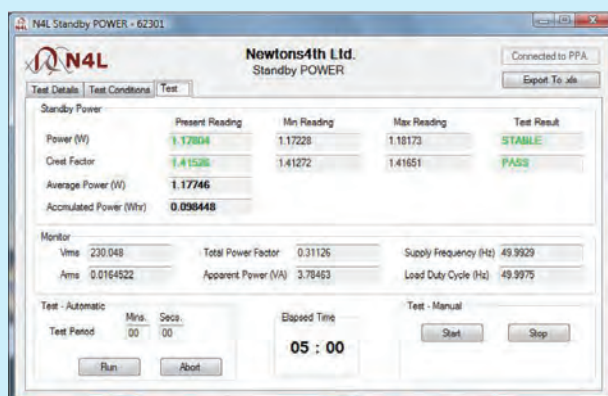 N4L Standby POWER - 62301
N4L
Newtons4th Ltd.
Standby POWER
Connected to PPA
Export To .xls
Test Details Test Conditions Test
Standby Power
Present Reading Min Reading Max Reading Test Result
Power (W) 1.17804 1.17228 1.18173 STABLE
Crest Factor 1.41526 1.41272 1.41651 PASS
Average Power (W) 1.17746
Accmulated Power (Whr) 0.098448
Monitor
Vrms 230.048 Total Power Factor 0.31126 Supply Frequency (Hz) 49.9929
Arms 0.0164522 Apparent Power (VA) 3.78463 Load Duty Cycle (Hz) 49.9975
Test - Automatic Elapsed Time Test - Manual
Mins. Secs.
Test Period 00 00
Start Stop
05 : 00
Run Abort